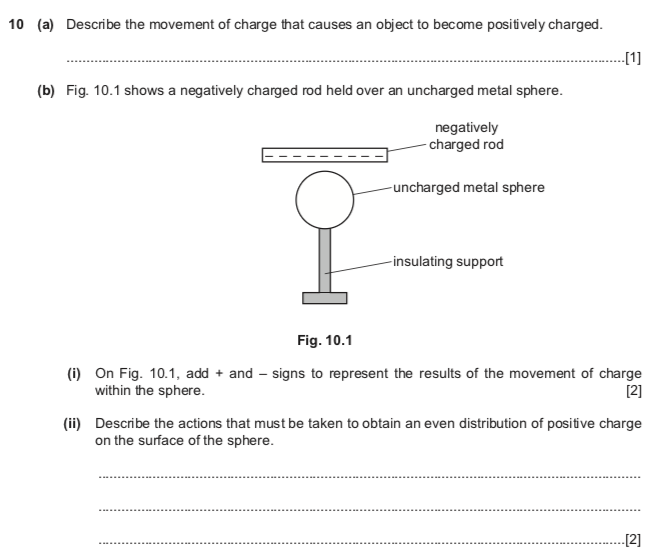 10 (a) Describe the movement of charge that causes an object to become positively charged.
......................................................................................................................................................[1]
(b) Fig. 10.1 shows a negatively charged rod held over an uncharged metal sphere.
negatively
charged rod
uncharged metal sphere
insulating support
Fig. 10.1
(i) On Fig. 10.1, add + and – signs to represent the results of the movement of charge
within the sphere. [2]
(ii) Describe the actions that must be taken to obtain an even distribution of positive charge
on the surface of the sphere.
..............................................................................................................................................
..............................................................................................................................................
..............................................................................................................................................[2]